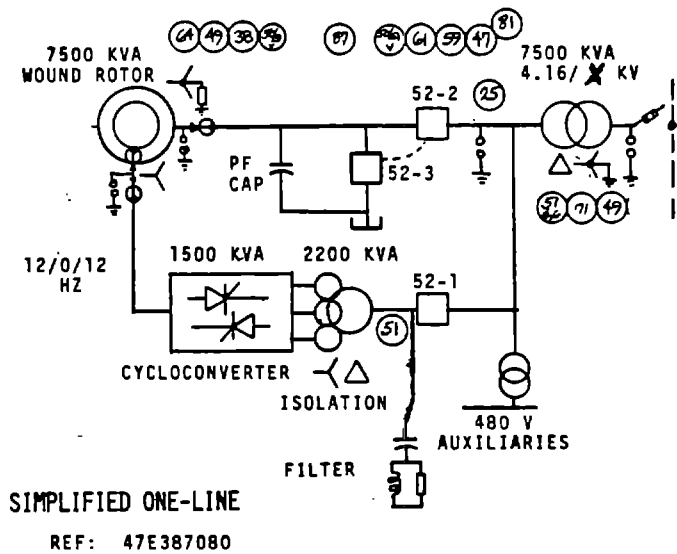 64 49 38
87
61 59 47 81
7500 KVA
WOUND ROTOR
7500 KVA
4.16/ X KV
52-2
25
PF
CAP
52-3
71 49
12/0/12
HZ
1500 KVA
2200 KVA
52-1
51
CYCLOCONVERTER
ISOLATION
480 V
AUXILIARIES
FILTER
SIMPLIFIED ONE-LINE
REF: 47E387080